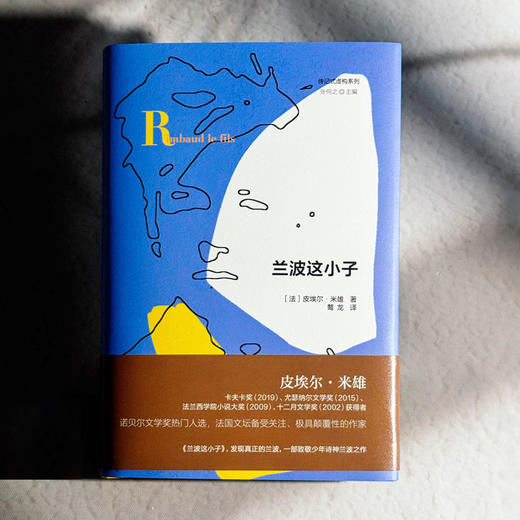 传记式虚构系列
张何之◎主编
Rimbaud le fils
兰波这小子
[法]皮埃尔·米雄 著
鹭龙 译
皮埃尔·米雄
卡夫卡奖(2019)、尤瑟纳尔文学奖(2015)、
法兰西学院小说大奖(2009)、十二月文学奖(2002)获得者
诺贝尔文学奖热门人选，法国文坛备受关注、极具颠覆性的作家
《兰波这小子》，发现真正的兰波，一部致敬少年诗神兰波之作